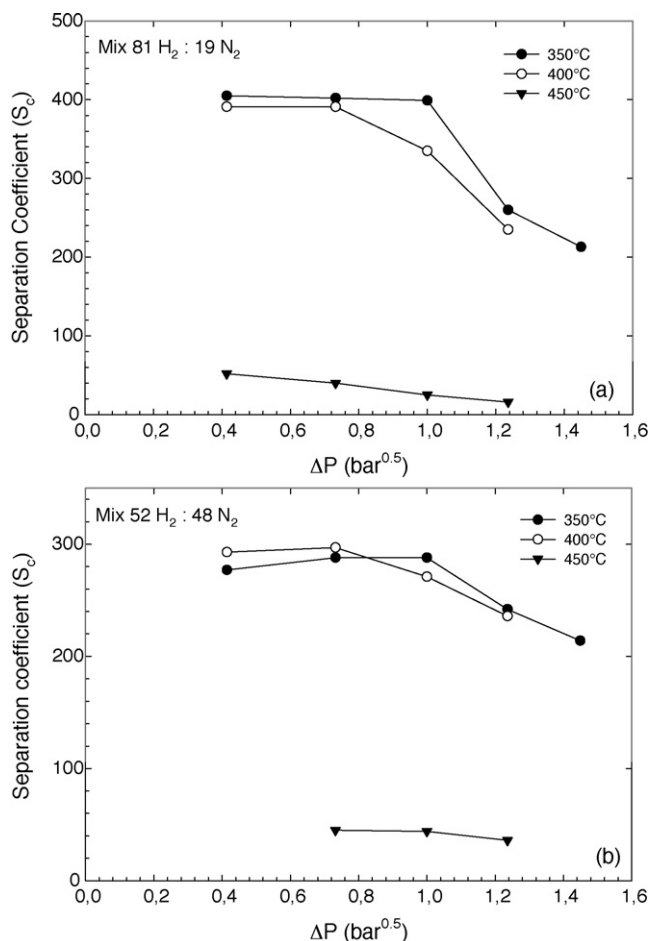 500
Mix 81 H₂ : 19 N₂
350°C
400°C
450°C
400
300
200
100
0
Separation Coefficient (Sc)
(a)
0,0 0,2 0,4 0,6 0,8 1,0 1,2 1,4 1,6
ΔP (bar⁰·⁵)
Mix 52 H₂ : 48 N₂
350°C
400°C
450°C
300
200
100
0
Separation coefficient (Sc)
(b)
0,0 0,2 0,4 0,6 0,8 1,0 1,2 1,4 1,6
ΔP (bar⁰·⁵)